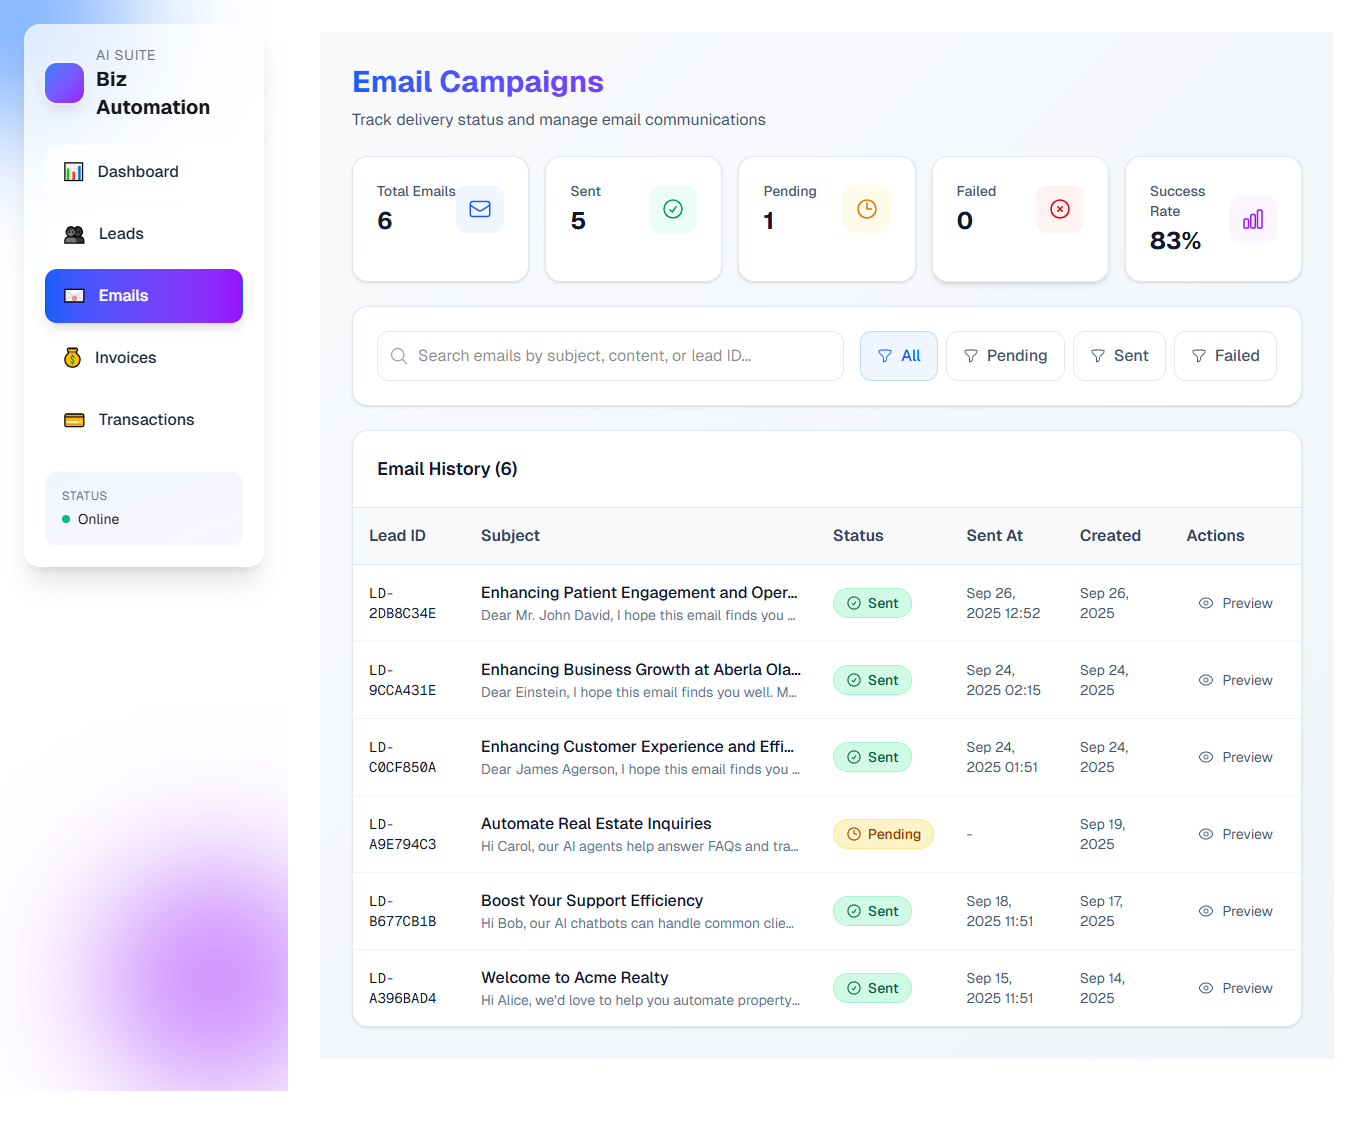 AI SUITE
Biz
Automation
Dashboard
Leads
Emails
Invoices
Transactions
STATUS
Online
Email Campaigns
Track delivery status and manage email communications
Total Emails
6
Sent
5
Pending
1
Failed
0
Success
Rate
83%
Search emails by subject, content, or lead ID...
All
Pending
Sent
Failed
Email History (6)
Lead ID Subject Status Sent At Created Actions
LD-
2DB8C34E
Enhancing Patient Engagement and Oper...
Dear Mr. John David, I hope this email finds you ...
Sent
Sep 26,
2025 12:52
Sep 26,
2025
Preview
LD-
9CCA431E
Enhancing Business Growth at Aberla Ola...
Dear Einstein, I hope this email finds you well. M...
Sent
Sep 24,
2025 02:15
Sep 24,
2025
Preview
LD-
C0CF850A
Enhancing Customer Experience and Effi...
Dear James Agerson, I hope this email finds you ...
Sent
Sep 24,
2025 01:51
Sep 24,
2025
Preview
LD-
A9E794C3
Automate Real Estate Inquiries
Hi Carol, our AI agents help answer FAQs and tra...
Pending
-
Sep 19,
2025
Preview
LD-
B677CB1B
Boost Your Support Efficiency
Hi Bob, our AI chatbots can handle common clie...
Sent
Sep 18,
2025 11:51
Sep 17,
2025
Preview
LD-
A396BAD4
Welcome to Acme Realty
Hi Alice, we'd love to help you automate property...
Sent
Sep 15,
2025 11:51
Sep 14,
2025
Preview